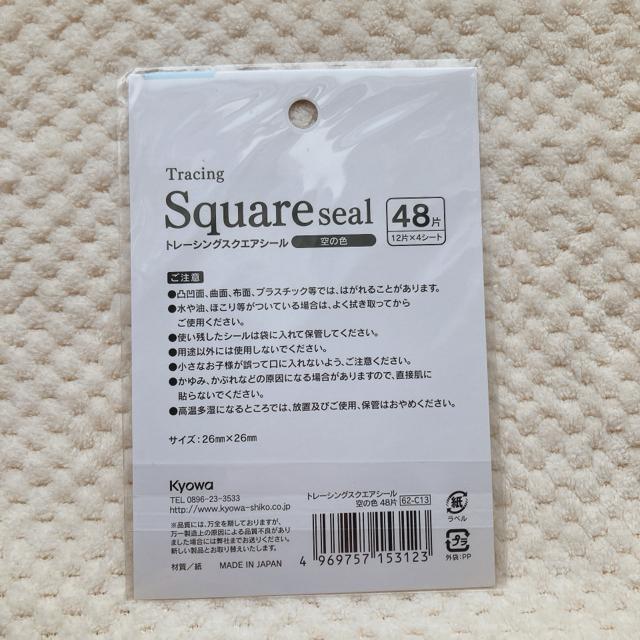 Tracing
Square seal
48片
12片×4シート
トレーシングスクエアシール
空の色
ご注意
●凸凹面、曲面、布面、プラスチック等では、はがれることがあります。
●水や油、ほこり等がついている場合は、よく拭き取ってから
ご使用ください。
●使い残したシールは袋に入れて保管してください。
●用途以外には使用しないでください。
●小さなお子様が誤って口に入れないよう、ご注意ください。
●かゆみ、かぶれなどの原因になる場合がありますので、直接肌に
貼らないでください。
●高温多湿になるところでは、放置及びご使用、保管はおやめください。
サイズ:26mm×26mm
Kyowa
TEL 0896-23-3533
http://www.kyowa-shiko.co.jp
※品質には、万全を期しておりますが、
万一製造上の原因による品質不良があり
ました場合には弊社までお送りください。
新しい製品とお取り替えいたします。
材質/紙 MADE IN JAPAN
トレーシングスクエアシール
空の色 48片 62-C13
4 969757 153123
紙
ラベル
プラ
外袋:PP